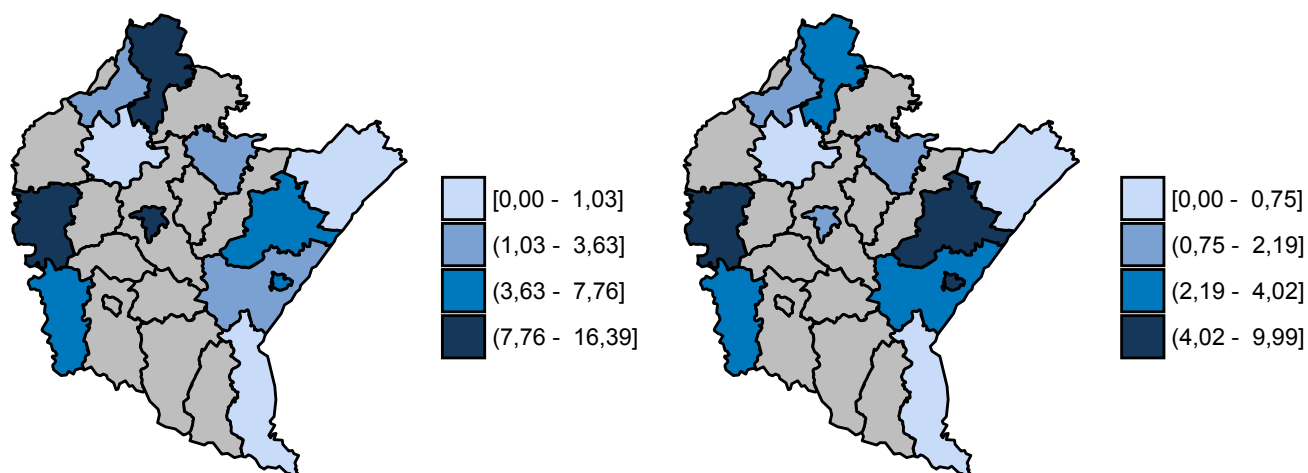 [0,00 - 1,03]
(1,03 - 3,63]
(3,63 - 7,76]
(7,76 - 16,39]
[0,00 - 0,75]
(0,75 - 2,19]
(2,19 - 4,02]
(4,02 - 9,99]